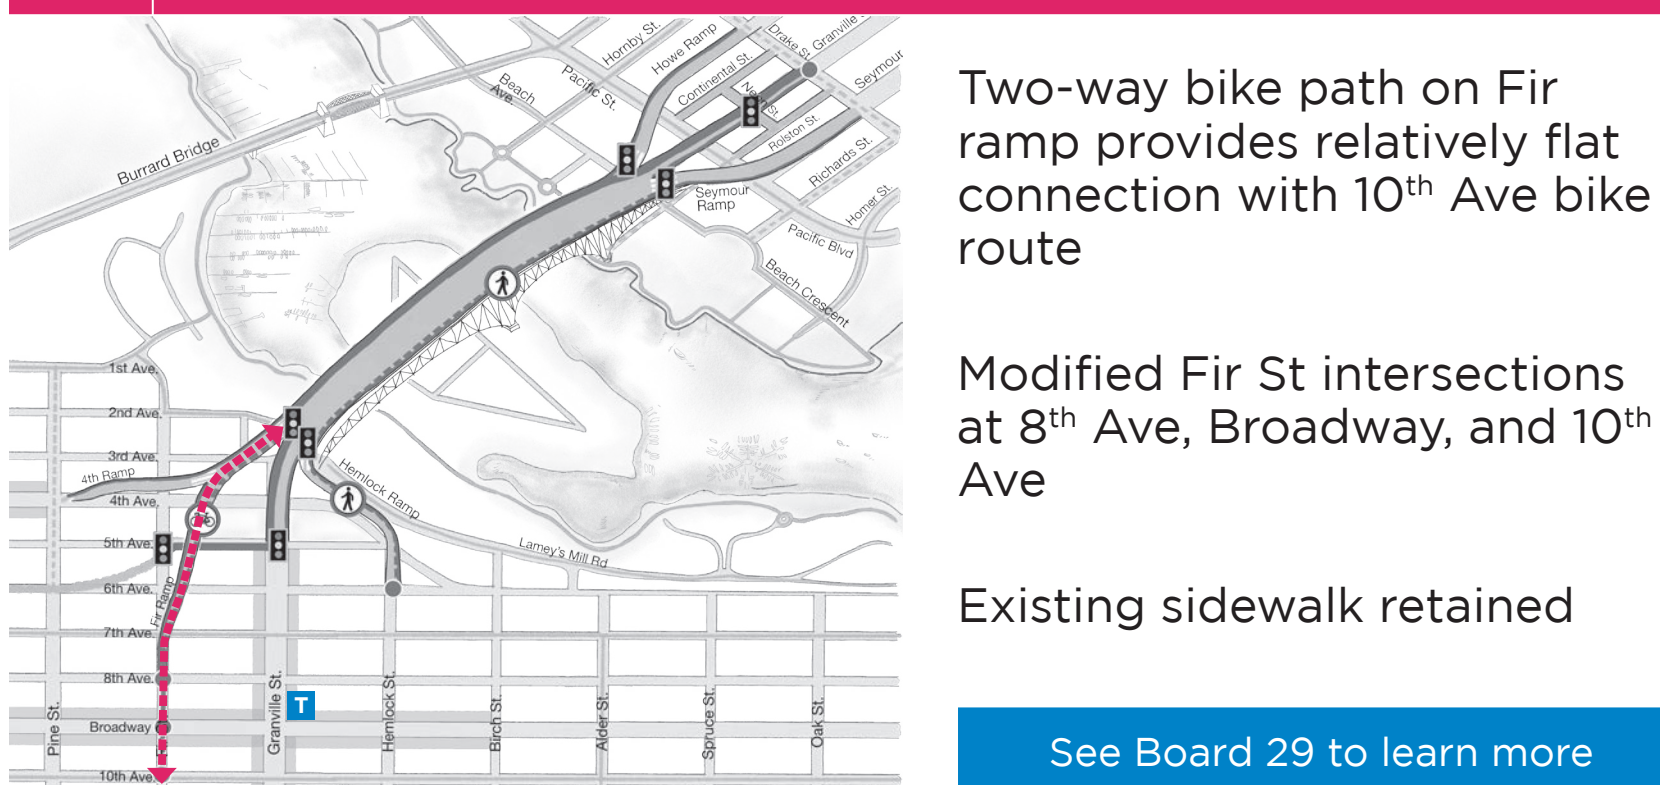 Hornby St.
Howe Ramp
Drake St.
Granville St.
Continental St.
Seymour
Beach
Ave.
Pacific St.
Rolston St.
Burrard Bridge
Richards St.
Seymour
Ramp
Homer St.
Pacific Blvd
Beach Crescent
1st Ave.
2nd Ave.
3rd Ave.
4th Ramp
4th Ave.
Hemlock Ramp
5th Ave.
Lamey's Mill Rd
6th Ave.
Fir Ramp
7th Ave.
8th Ave.
T
Broadway
Pine St.
Granville St.
Hemlock St.
Birch St.
Alder St.
Spruce St.
Oak St.
10th Ave.
Two-way bike path on Fir
ramp provides relatively flat
connection with 10th Ave bike
route
Modified Fir St intersections
at 8th Ave, Broadway, and 10th
Ave
Existing sidewalk retained
See Board 29 to learn more